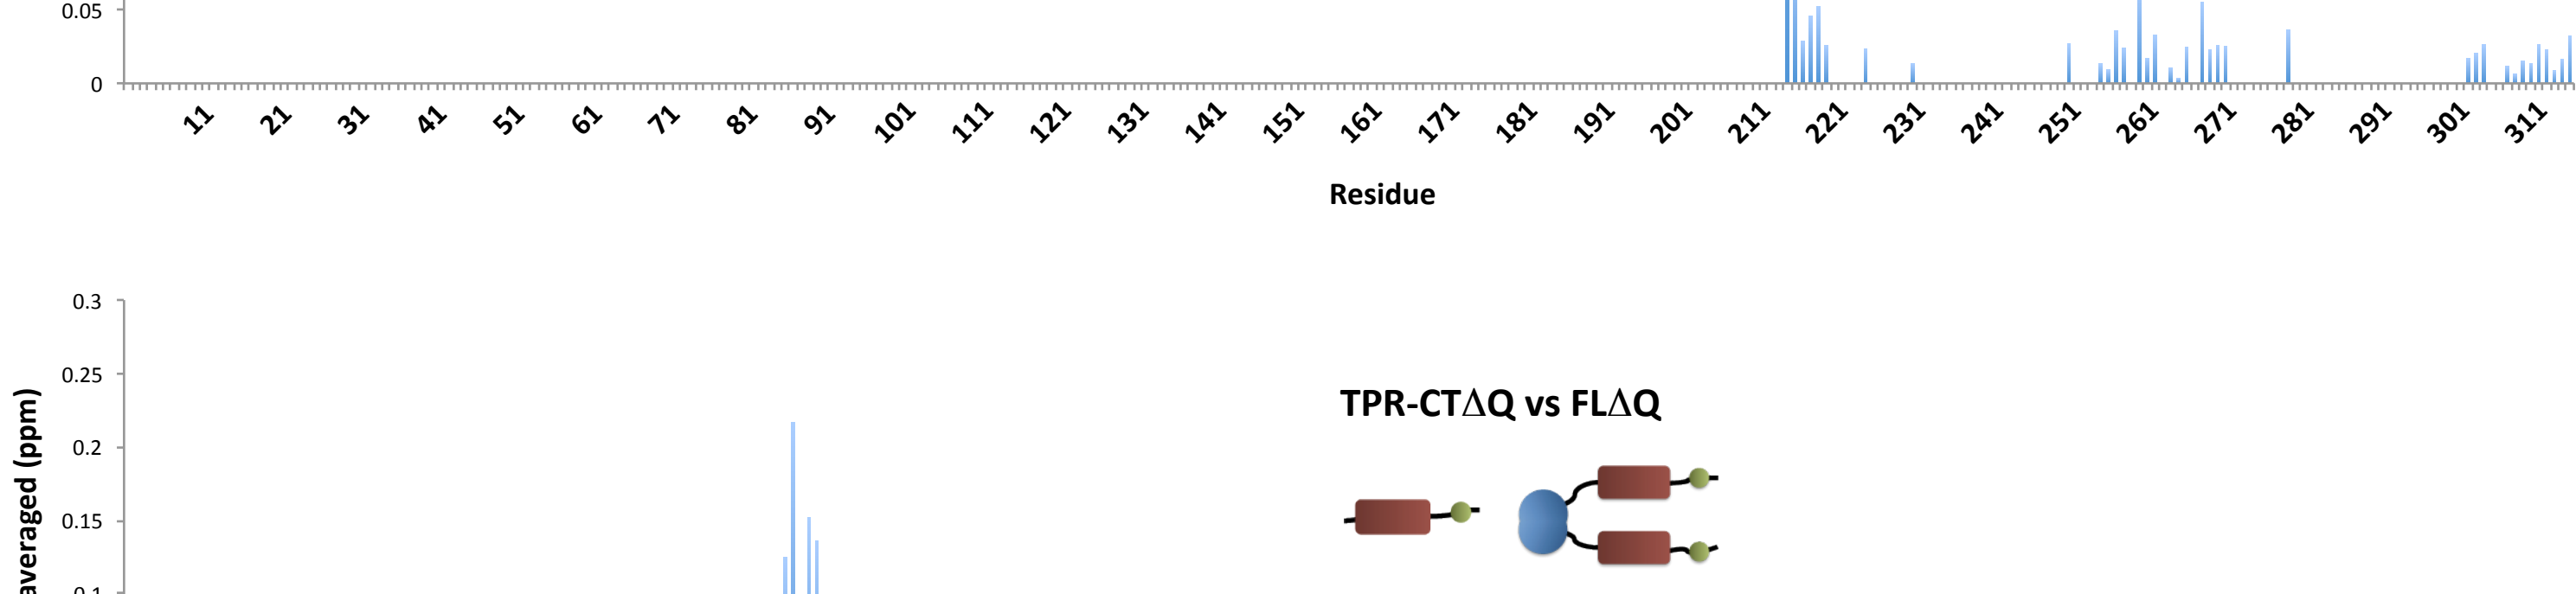 0.05
0
11 21 31 41 51 61 71 81 91 101 111 121 131 141 151 161 171 181 191 201 211 221 231 241 251 261 271 281 291 301 311
Residue
0.3
0.25
TPR-CTΔQ vs FLΔQ
0.2
0.15
0.1
averaged (ppm)